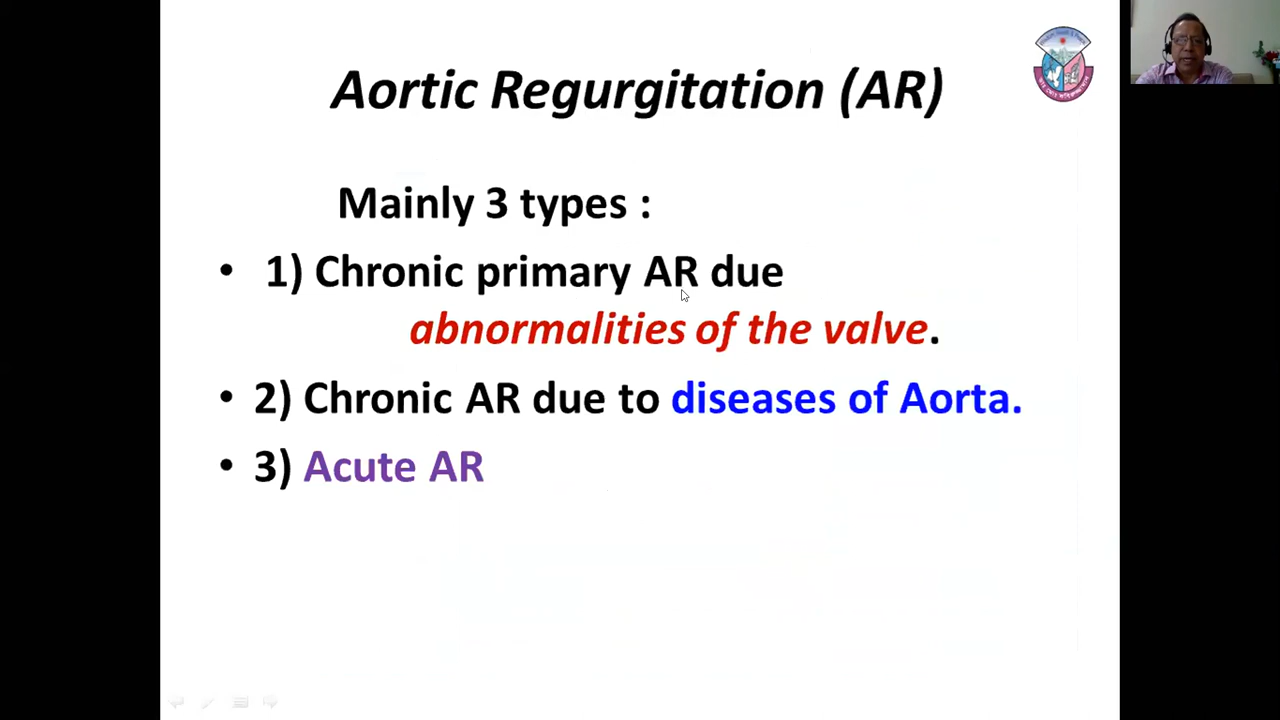 Aortic Regurgitation (AR)
Mainly 3 types :
• 1) Chronic primary AR due
abnormalities of the valve.
• 2) Chronic AR due to diseases of Aorta.
• 3) Acute AR